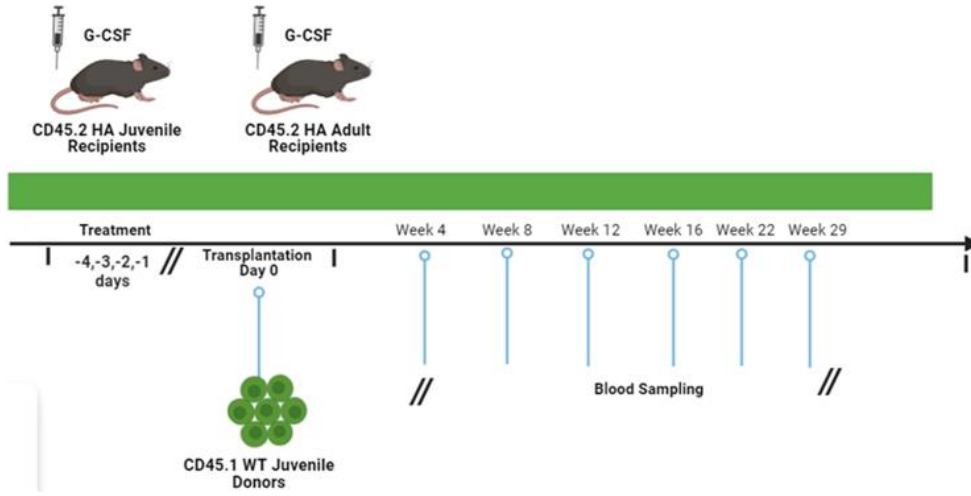 G-CSF
G-CSF
CD45.2 HA Juvenile
Recipients
CD45.2 HA Adult
Recipients
Treatment
-4,-3,-2,-1
days
Transplantation
Day 0
Week 4
Week 8
Week 12
Week 16
Week 22
Week 29
Blood Sampling
CD45.1 WT Juvenile
Donors